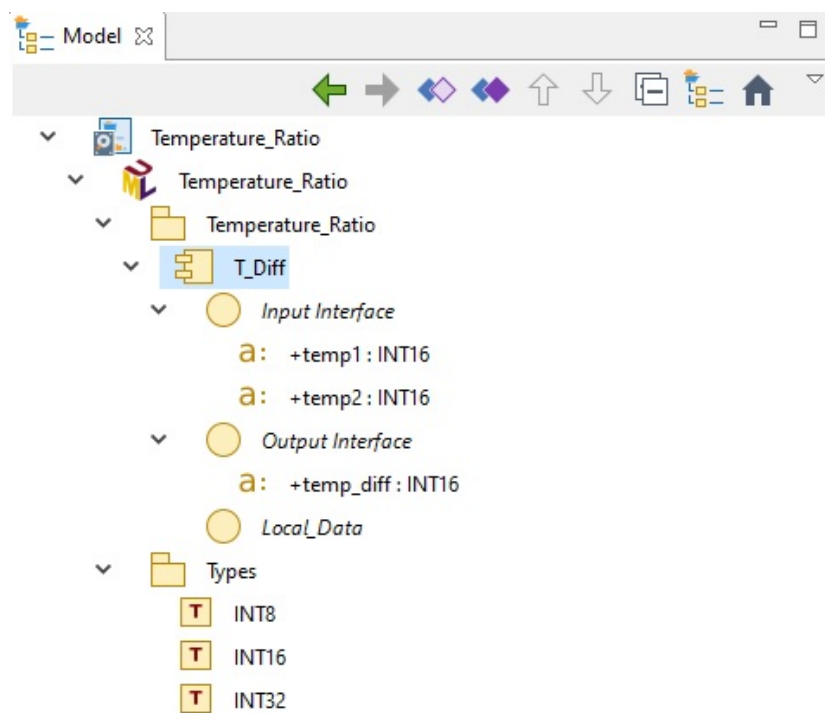 Model
Temperature_Ratio
UML Temperature_Ratio
Temperature_Ratio
T_Diff
Input Interface
a: +temp1 : INT16
a: +temp2 : INT16
Output Interface
a: +temp_diff : INT16
Local_Data
Types
T INT8
T INT16
T INT32